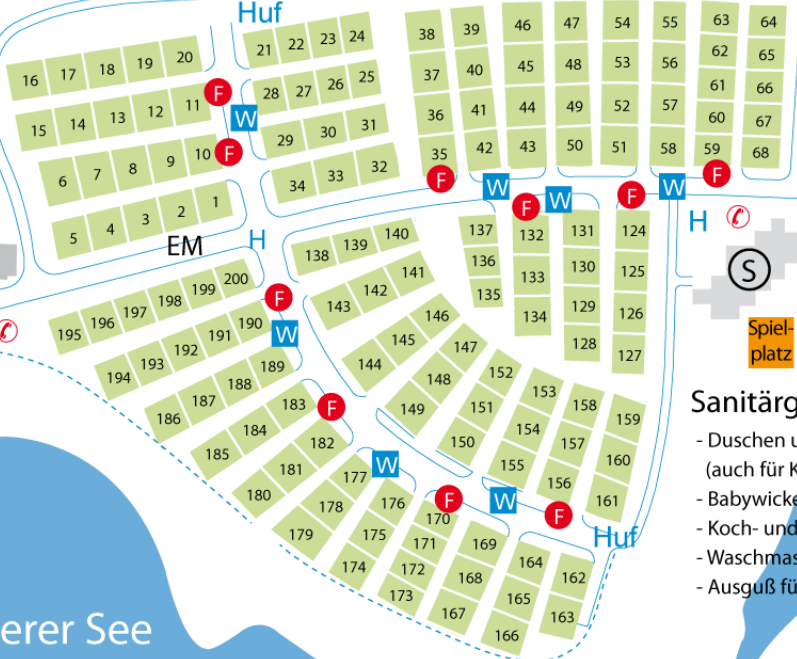 Huf
16 17 18 19 20
15 14 13 12 11
6 7 8 9 10
5 4 3 2 1
F
W
F
21 22 23 24
28 27 26 25
29 30 31
34 33 32
38 39 46 47 54 55 63 64
37 40 45 48 53 56 62 65
36 41 44 49 52 57 61 66
35 42 43 50 51 58 60 67
59 68
F W F W F W F
EM
H
H
S
Spiel-
platz
138 139 140
143 142 141
144 145 146
149 148 147
137 132 131 124
136 133 130 125
135 134 129 126
128 127
195 196 197 198 199 200
194 193 192 191 190
186 187 188 189
185 184 183
180 181 182
179 178 177
F
W
F
W
150 151 152
155 154 153
156 157 158
161 160 159
F W F
Huf
174 175 176
173 172 171 170
167 168 169
166 165 164
163 162
Sanitärg
- Duschen u
(auch für K
- Babywicke
- Koch- und
- Waschmas
- Ausguß fü
erer See